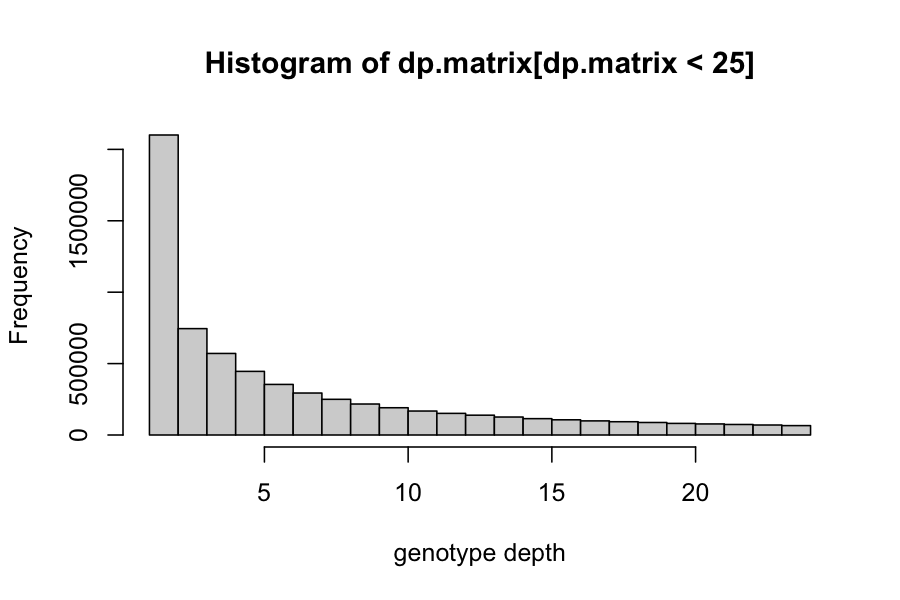 Histogram of dp.matrix[dp.matrix < 25]
Frequency
1500000
500000
0
5 10 15 20
genotype depth